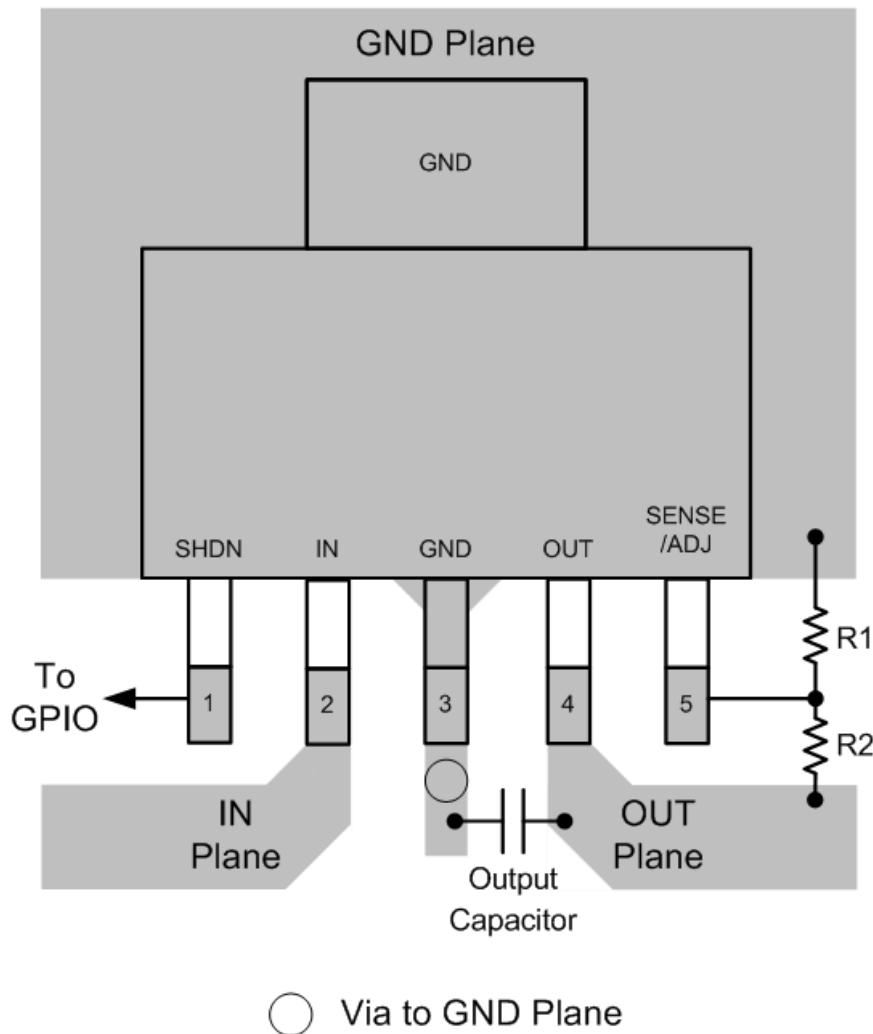 GND Plane
GND
SHDN
IN
GND
OUT
SENSE
/ADJ
R1
To
GPIO
1
2
3
4
5
R2
IN
Plane
OUT
Plane
Output
Capacitor
Via to GND Plane